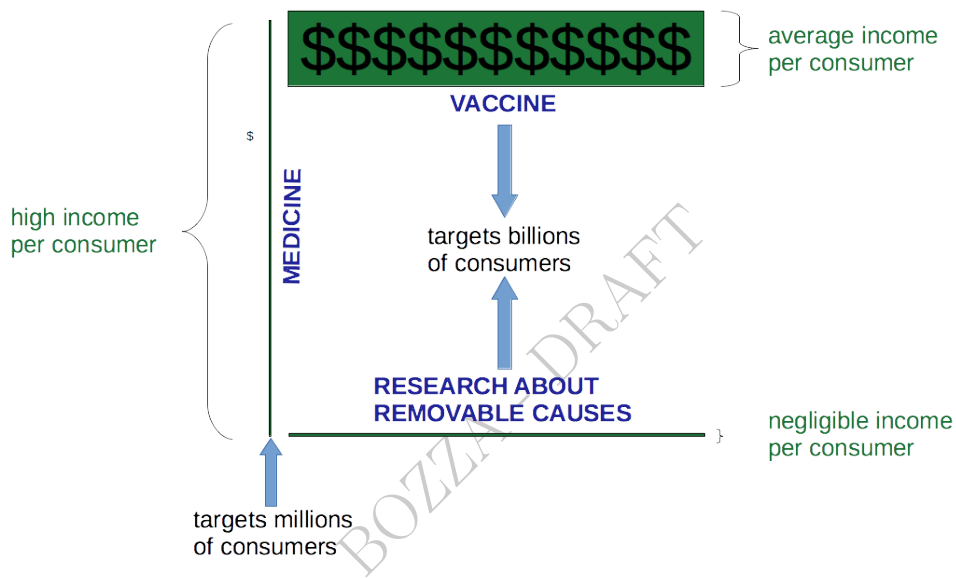 $$$$$$$$$$$
average income
per consumer
VACCINE
$
MEDICINE
high income
per consumer
targets billions
of consumers
RESEARCH ABOUT
REMOVABLE CAUSES
negligible income
per consumer
targets millions
of consumers
BOZZA - DRAFT